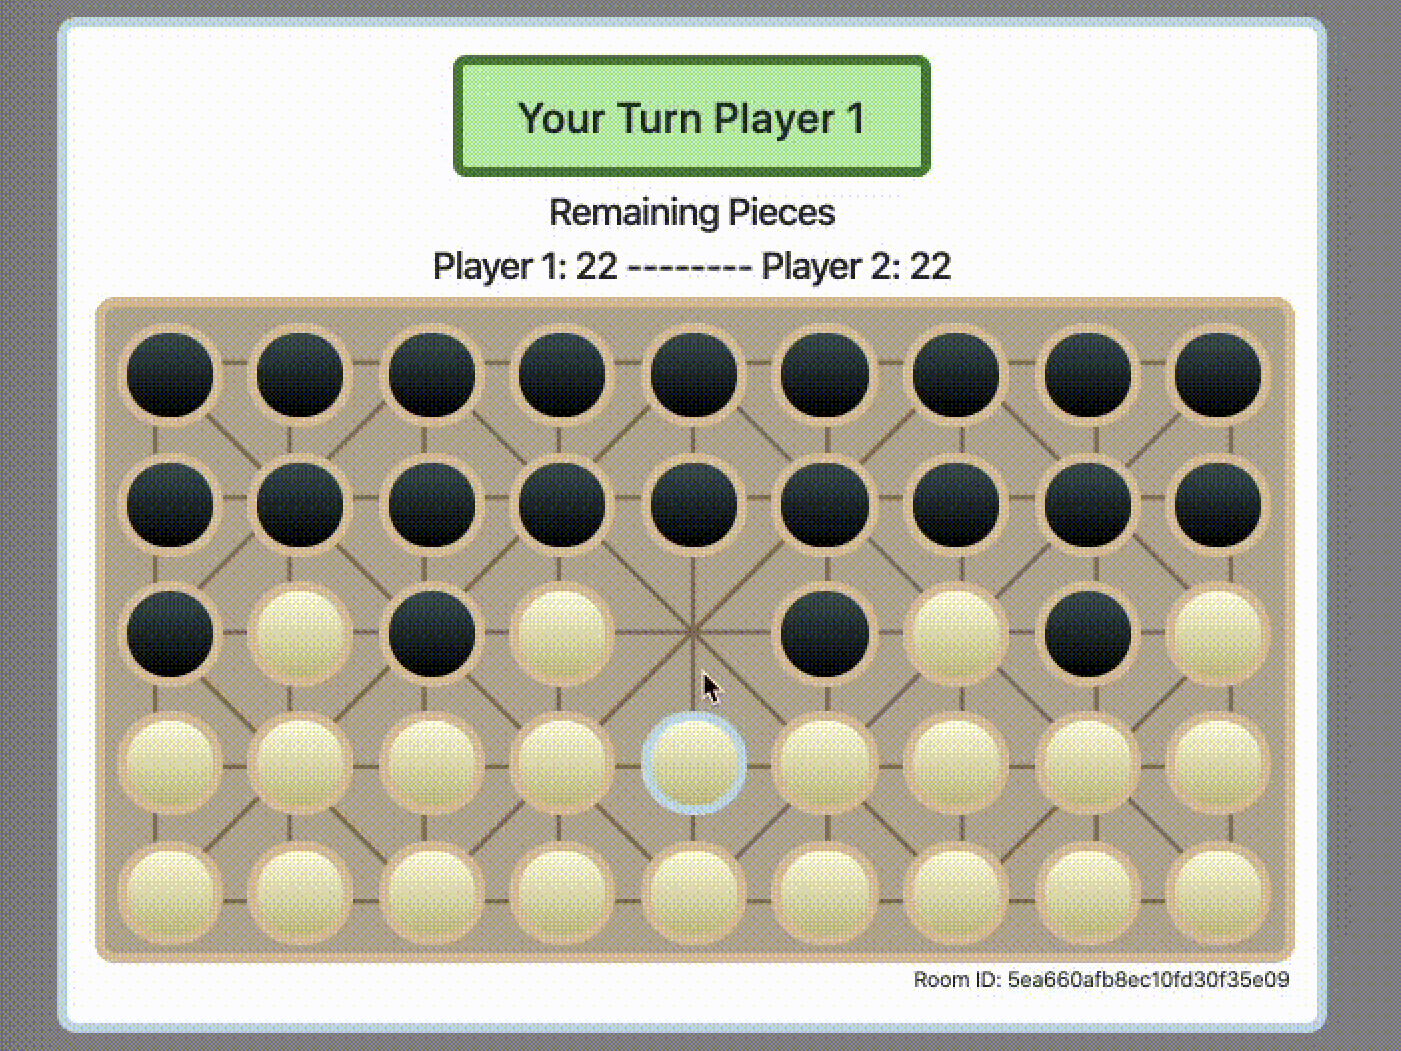 Your Turn Player 1
Remaining Pieces
Player 1: 22 -------- Player 2: 22
Room ID: 5ea660afb8ec10fd30f35e09